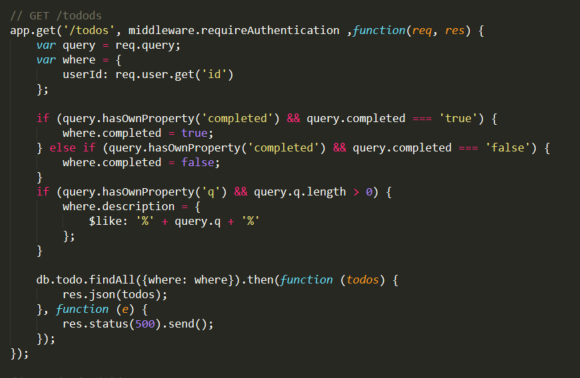 // GET /todods
app.get('/todos', middleware.requireAuthentication ,function(req, res) {
    var query = req.query;
    var where = {
        userId: req.user.get('id')
    };

    if (query.hasOwnProperty('completed') && query.completed === 'true') {
        where.completed = true;
    } else if (query.hasOwnProperty('completed') && query.completed === 'false') {
        where.completed = false;
    }
    if (query.hasOwnProperty('q') && query.q.length > 0) {
        where.description = {
            $like: '%' + query.q + '%'
        };
    }

    db.todo.findAll({where: where}).then(function (todos) {
        res.json(todos);
    }, function (e) {
        res.status(500).send();
    });
});